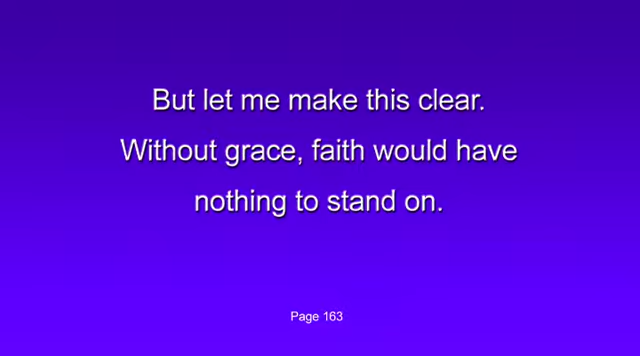 But let me make this clear.
Without grace, faith would have
nothing to stand on.
Page 163